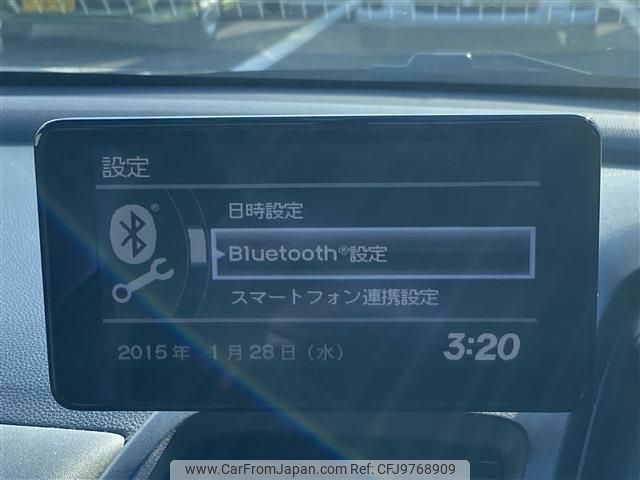 設定
日時設定
Bluetooth®設定
スマートフォン連携設定
2015年 1月28日(水) 3:20
www.CarFromJapan.com | CFJ9768909